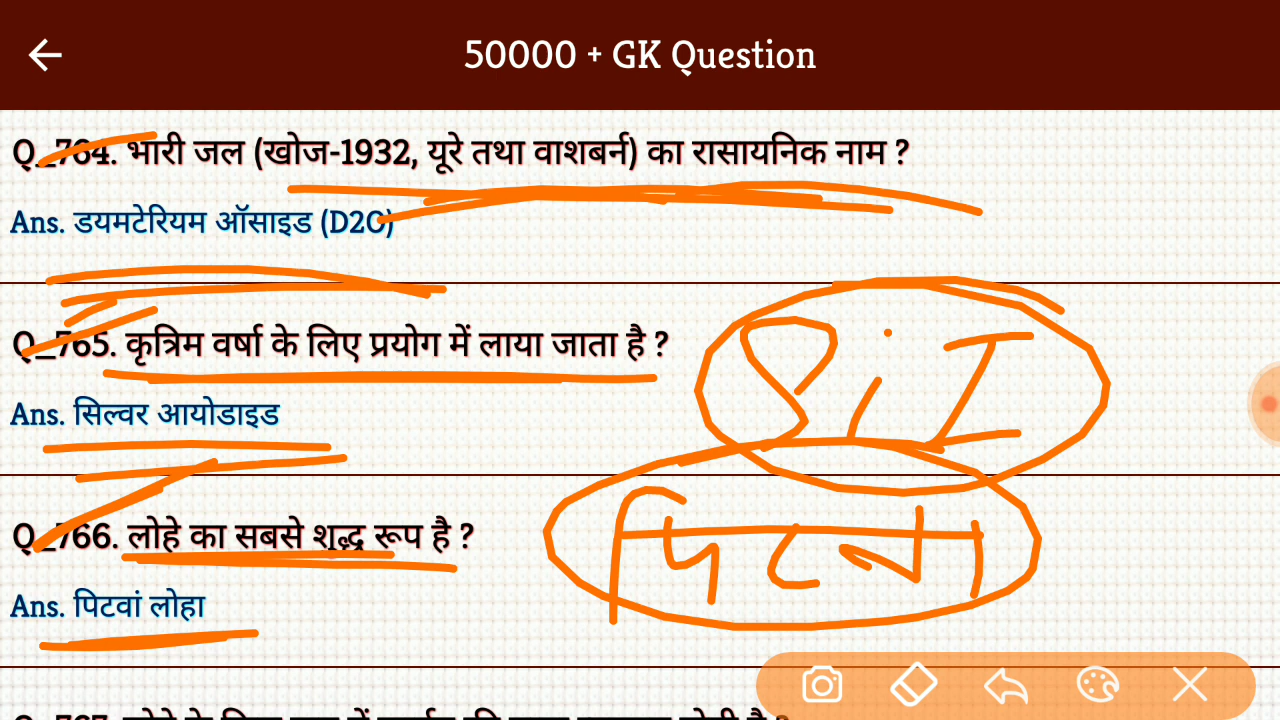 50000 + GK Question
Q_764. भारी जल (खोज-1932, यूरे तथा वाशबर्न) का रासायनिक नाम ?
Ans. डयमटेरियम ऑसाइड (D2O)
Q_765. कृत्रिम वर्षा के लिए प्रयोग में लाया जाता है ?
Ans. सिल्वर आयोडाइड
Q_766. लोहे का सबसे शुद्ध रूप है ?
पिटवां
Ans. पिटवां लोहा